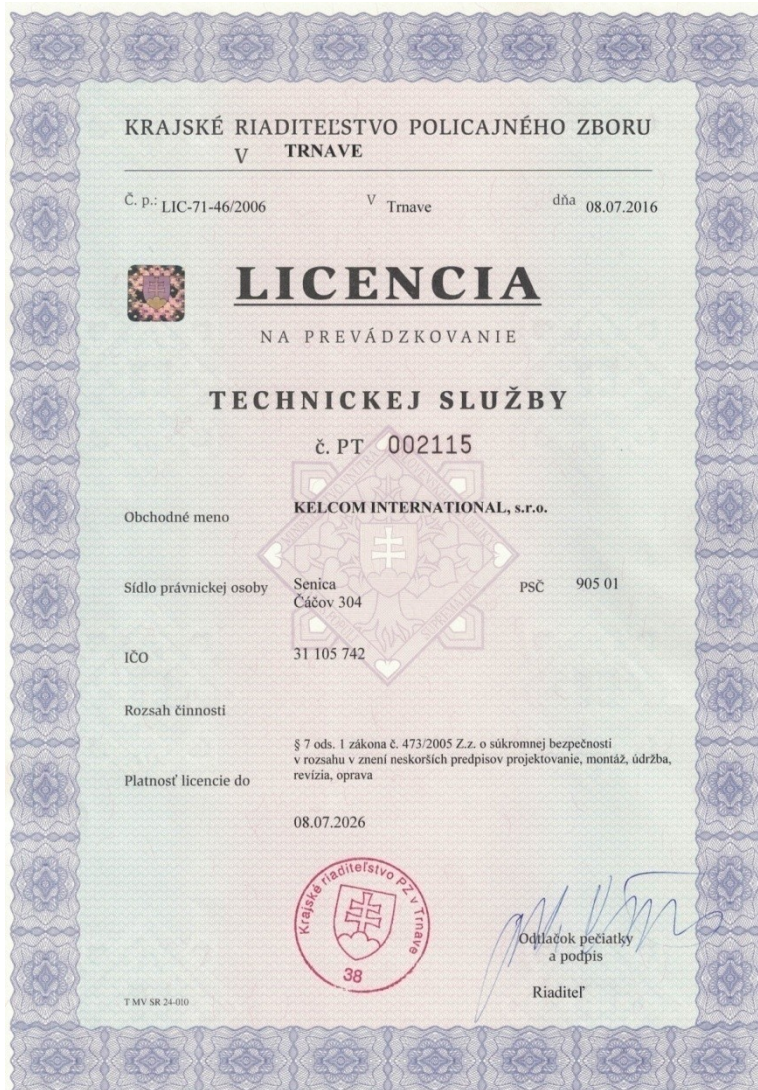 KRAJSKÉ RIADITEĽSTVO POLICAJNÉHO ZBORU
V TRNAVE
Č. p.: LIC-71-46/2006 V Trnave dňa 08.07.2016
LICENCIA
NA PREVÁDZKOVANIE
TECHNICKEJ SLUŽBY
č. PT 002115
Obchodné meno KELCOM INTERNATIONAL, s.r.o.
Sídlo právnickej osoby Senica PSČ 905 01
Čáčov 304
IČO 31 105 742
Rozsah činnosti
§ 7 ods. 1 zákona č. 473/2005 Z.z. o súkromnej bezpečnosti
v rozsahu v znení neskorších predpisov projektovanie, montáž, údržba,
revízia, oprava
Platnosť licencie do
08.07.2026
Krajské riaditeľstvo PZ v Trnave
38
Odtlačok pečiatky
a podpis
Riaditeľ
T MV SR 24-010